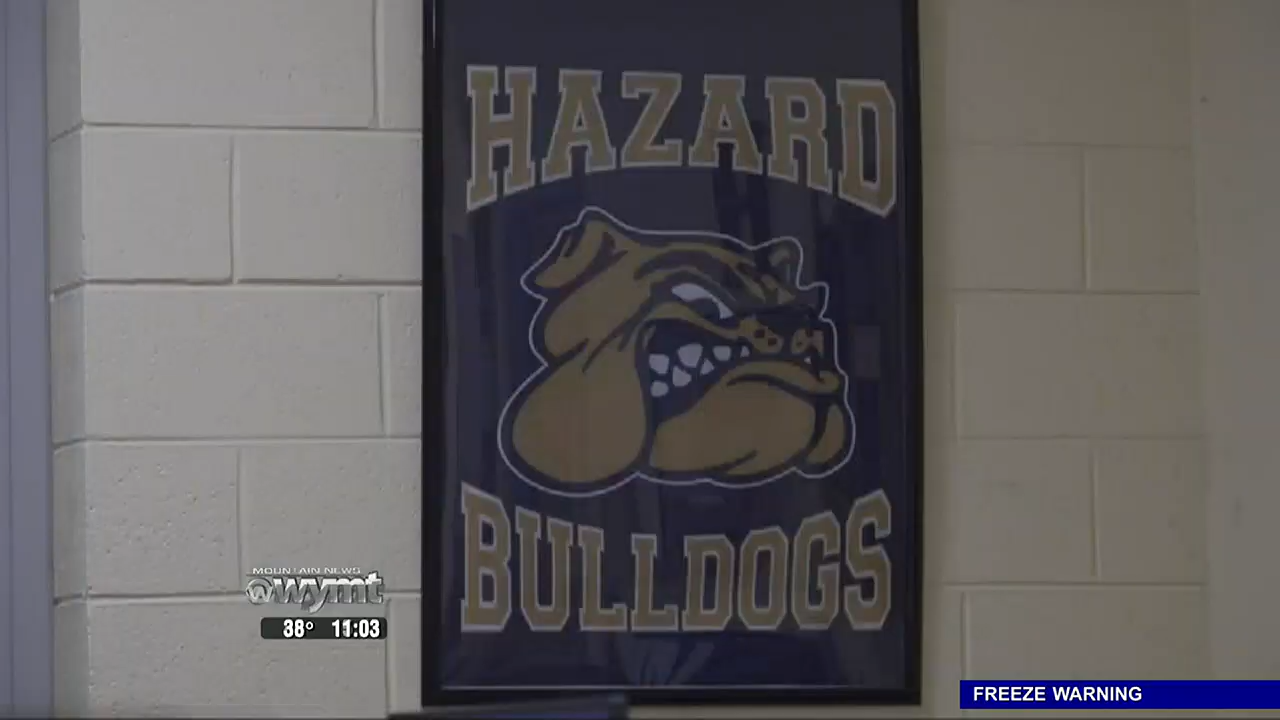 HAZARD
BULLDOGS
MOUNTAIN NEWS
wymt
38° 11:03
FREEZE WARNING